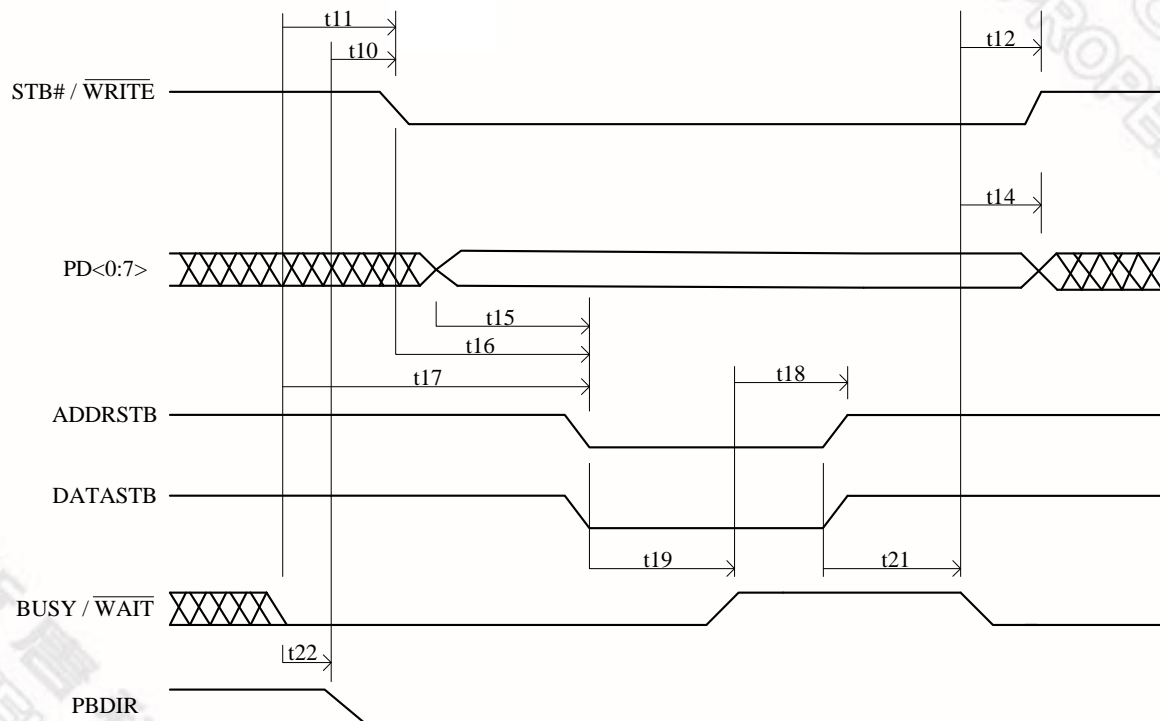 t11
t10
t12
STB# / WRITE
t14
PD<0:7>
t15
t16
t17
t18
ADDRSTB
DATASTB
t19
t21
BUSY / WAIT
t22
PBDIR